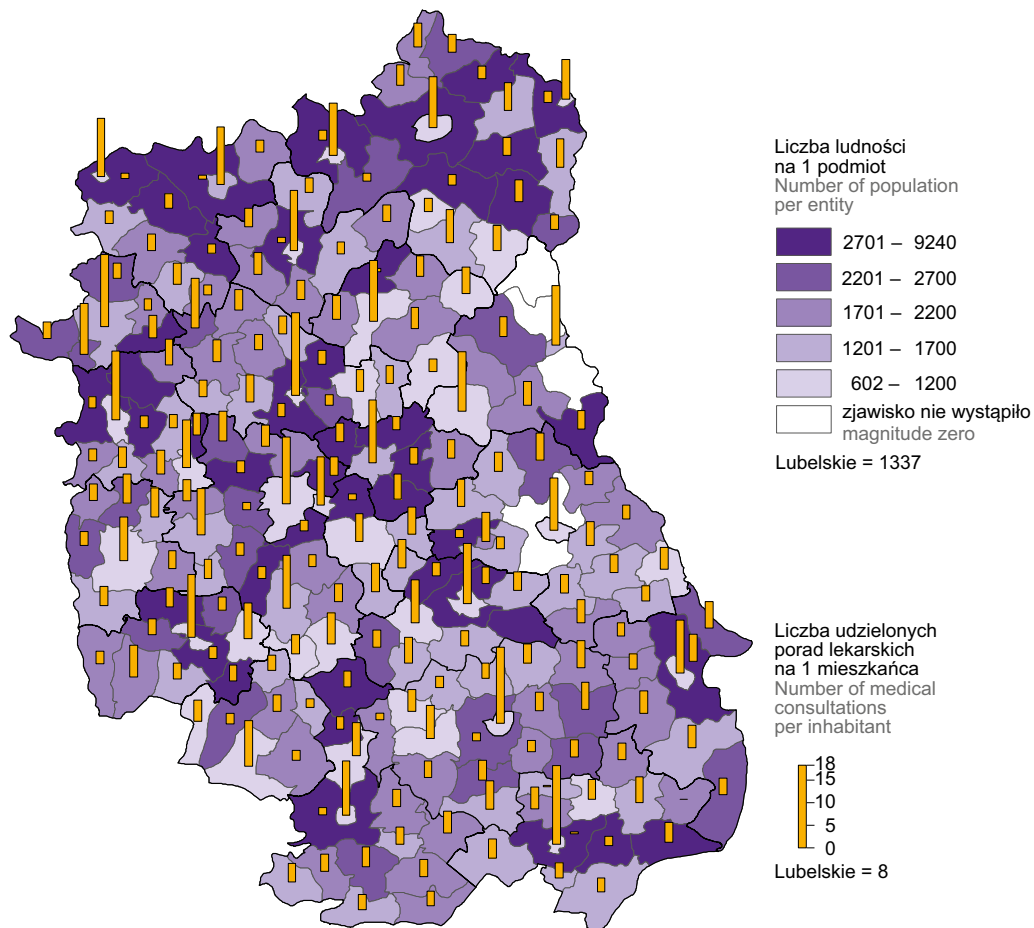 Liczba ludności
na 1 podmiot
Number of population
per entity
2701 – 9240
2201 – 2700
1701 – 2200
1201 – 1700
602 – 1200
zjawisko nie wystąpiło
magnitude zero
Lubelskie = 1337
Liczba udzielonych
porad lekarskich
na 1 mieszkańca
Number of medical
consultations
per inhabitant
18
15
10
5
0
Lubelskie = 8